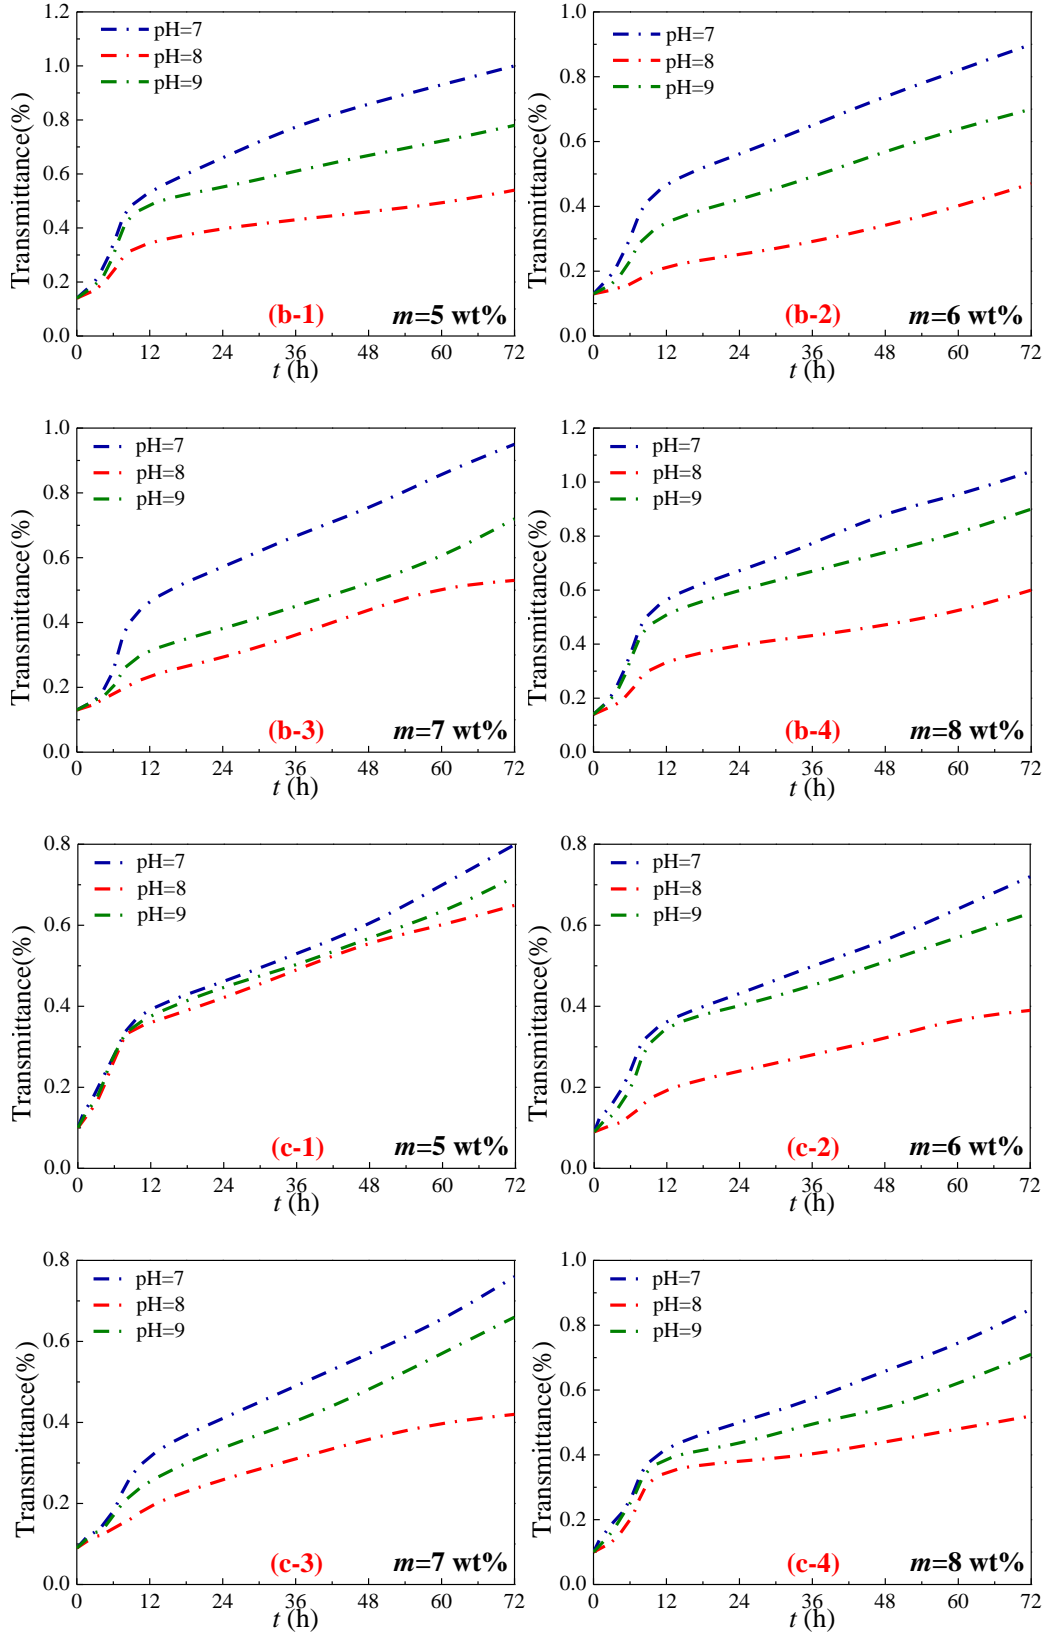 1.2
1.0
0.8
0.6
0.4
0.2
0.0
Transmittance(%)
pH=7
pH=8
pH=9
(b-1) m=5 wt%
0 12 24 36 48 60 72
t (h)
1.0
0.8
0.6
0.4
0.2
0.0
Transmittance(%)
pH=7
pH=8
pH=9
(b-2) m=6 wt%
0 12 24 36 48 60 72
t (h)
1.0
0.8
0.6
0.4
0.2
0.0
Transmittance(%)
pH=7
pH=8
pH=9
(b-3) m=7 wt%
0 12 24 36 48 60 72
t (h)
1.2
1.0
0.8
0.6
0.4
0.2
0.0
Transmittance(%)
pH=7
pH=8
pH=9
(b-4) m=8 wt%
0 12 24 36 48 60 72
t (h)
0.8
0.6
0.4
0.2
0.0
Transmittance(%)
pH=7
pH=8
pH=9
(c-1) m=5 wt%
0 12 24 36 48 60 72
t (h)
0.8
0.6
0.4
0.2
0.0
Transmittance(%)
pH=7
pH=8
pH=9
(c-2) m=6 wt%
0 12 24 36 48 60 72
t (h)
0.8
0.6
0.4
0.2
0.0
Transmittance(%)
pH=7
pH=8
pH=9
(c-3) m=7 wt%
0 12 24 36 48 60 72
t (h)
1.0
0.8
0.6
0.4
0.2
0.0
Transmittance(%)
pH=7
pH=8
pH=9
(c-4) m=8 wt%
0 12 24 36 48 60 72
t (h)